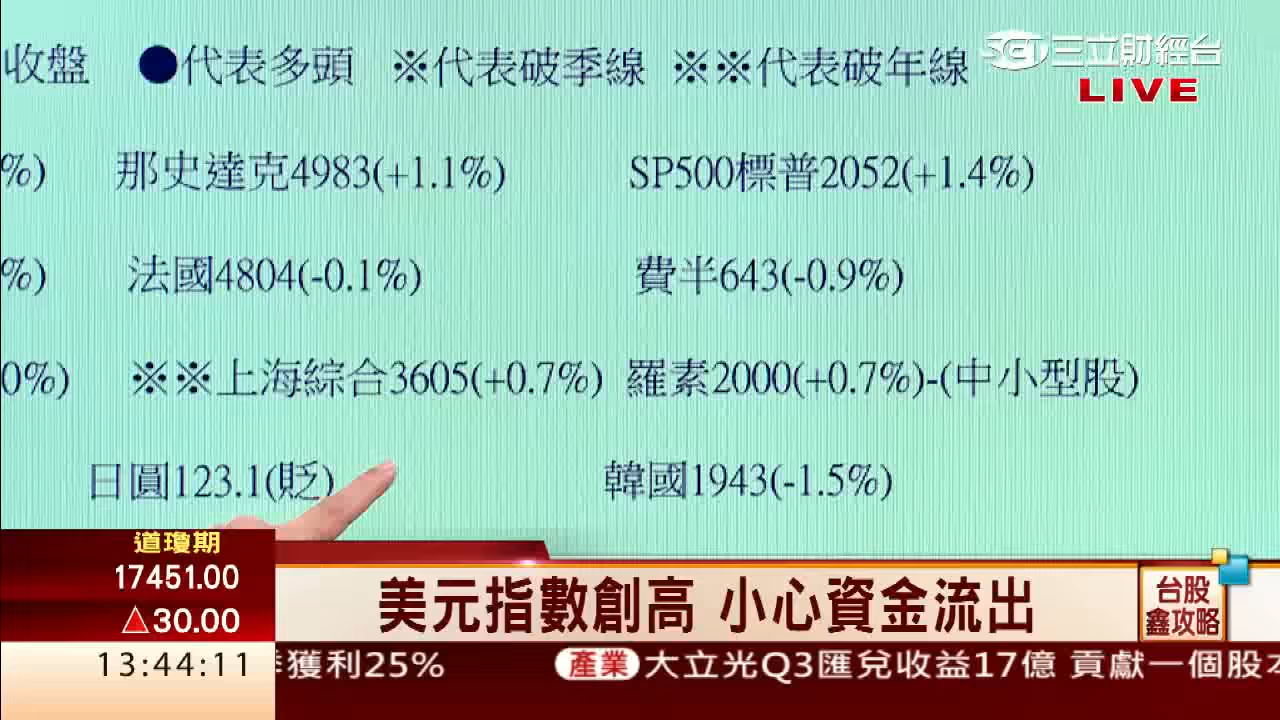 收盤 ●代表多頭 ※代表破季線 ※※代表破年線
三立財經台
LIVE
%) 那史達克4983(+1.1%) SP500標普2052(+1.4%)
%) 法國4804(-0.1%) 費半643(-0.9%)
0%) ※※上海綜合3605(+0.7%) 羅素2000(+0.7%)-(中小型股)
日圓123.1(貶) 韓國1943(-1.5%)
道瓊期
17451.00
△30.00
美元指數創高 小心資金流出
台股
鑫攻略
13:44:11 獲利25% 產業 大立光Q3匯兌收益17億 貢獻一個股本